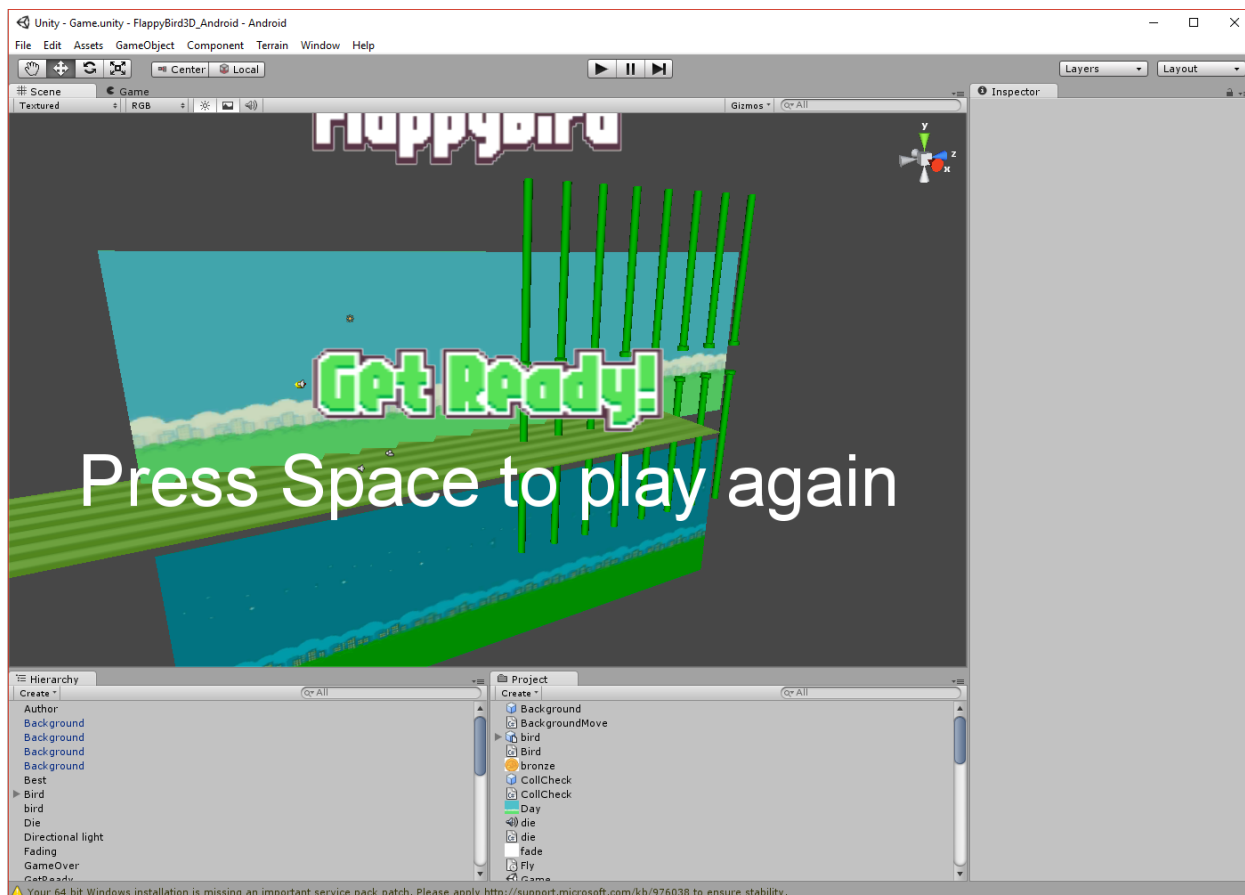 Unity - Game.unity - FlappyBird3D_Android - Android
File Edit Assets GameObject Component Terrain Window Help
Center Local
Layers Layout
Scene Game
Inspector
Textured RGB
Gizmos All
FlappyBird
y
z
x
Get Ready!
Press Space to play again
Hierarchy
Create All
Author
Background
Background
Background
Background
Best
Bird
bird
Die
Directional light
Fading
GameOver
GetReady
Project
Create All
Background
BackgroundMove
bird
Bird
bronze
CollCheck
CollCheck
Day
die
die
fade
Fly
Game
Your 64 bit Windows installation is missing an important service pack patch. Please apply http://support.microsoft.com/kb/976038 to ensure stability.